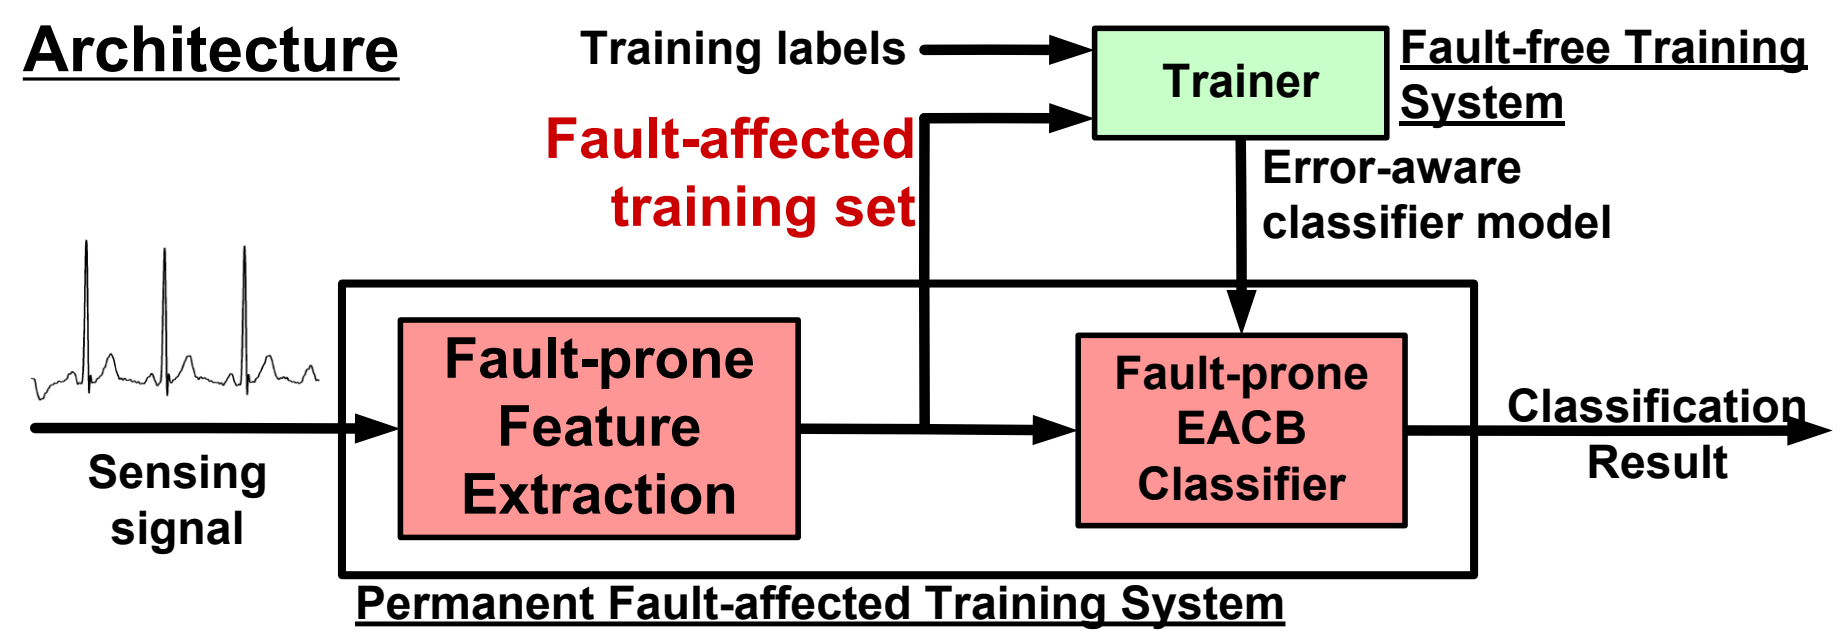 Architecture
Training labels
Trainer
Fault-free Training
System
Fault-affected
training set
Error-aware
classifier model
Fault-prone
Feature
Extraction
Fault-prone
EACB
Classifier
Sensing
signal
Classification
Result
Permanent Fault-affected Training System